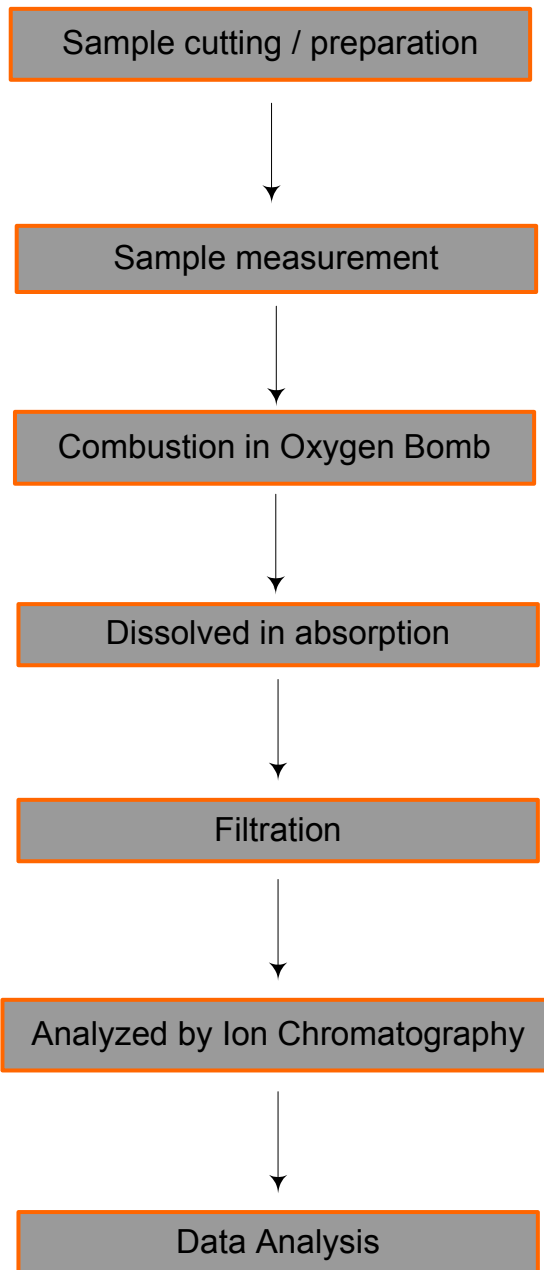 Sample cutting / preparation
Sample measurement
Combustion in Oxygen Bomb
Dissolved in absorption
Filtration
Analyzed by Ion Chromatography
Data Analysis